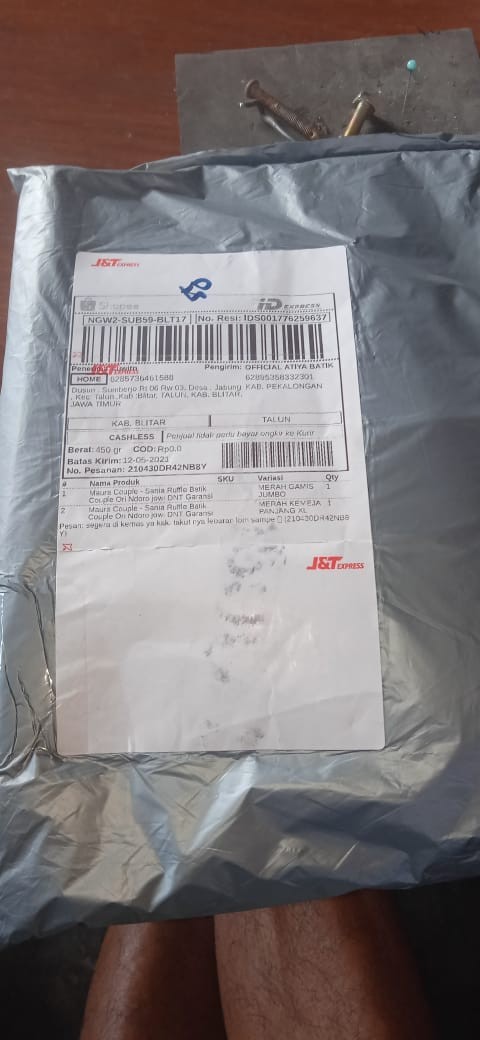 J&T EXPRESS
Shopee
iD EXPRESS
NGW2-SUB59-BLT17 No. Resi: IDS001776259637
Pengirim: OFFICIAL ATIYA BATIK
HOME 6285736461588 62895358332301
Dusun : Sumberjo Rt 06 Rw 03, Desa : Jabung KAB. PEKALONGAN
, Kec: Talun ,Kab :Blitar, TALUN, KAB. BLITAR,
JAWA TIMUR
KAB. BLITAR TALUN
CASHLESS Penjual tidak perlu bayar ongkir ke Kurir
Berat: 450 gr COD: Rp0.0
Batas Kirim: 12-05-2023
No. Pesanan: 210430DR42NB8Y
# Nama Produk SKU Variasi Qty
1 Maura Couple - Sania Ruffle Batik MERAH,GAMIS 1
Couple Ori Ndoro jowi DNT Garansi JUMBO
2 Maura Couple - Sania Ruffle Batik MERAH,KEMEJA 1
Couple Ori Ndoro jowi DNT Garansi PANJANG XL
Pesan: segera di kemas ya kak, takut nya lebaran lom sampe (210430DR42NB8
Y)
J&T EXPRESS